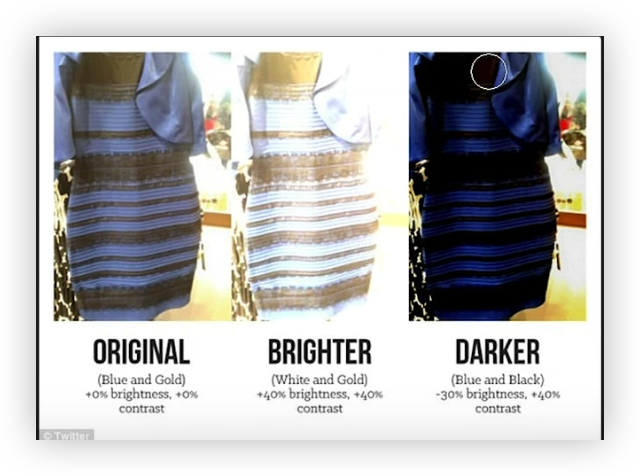 ORIGINAL
(Blue and Gold)
+0% brightness, +0%
contrast
BRIGHTER
(White and Gold)
+40% brightness, +40%
contrast
DARKER
(Blue and Black)
-30% brightness, +40%
contrast
© Twitter